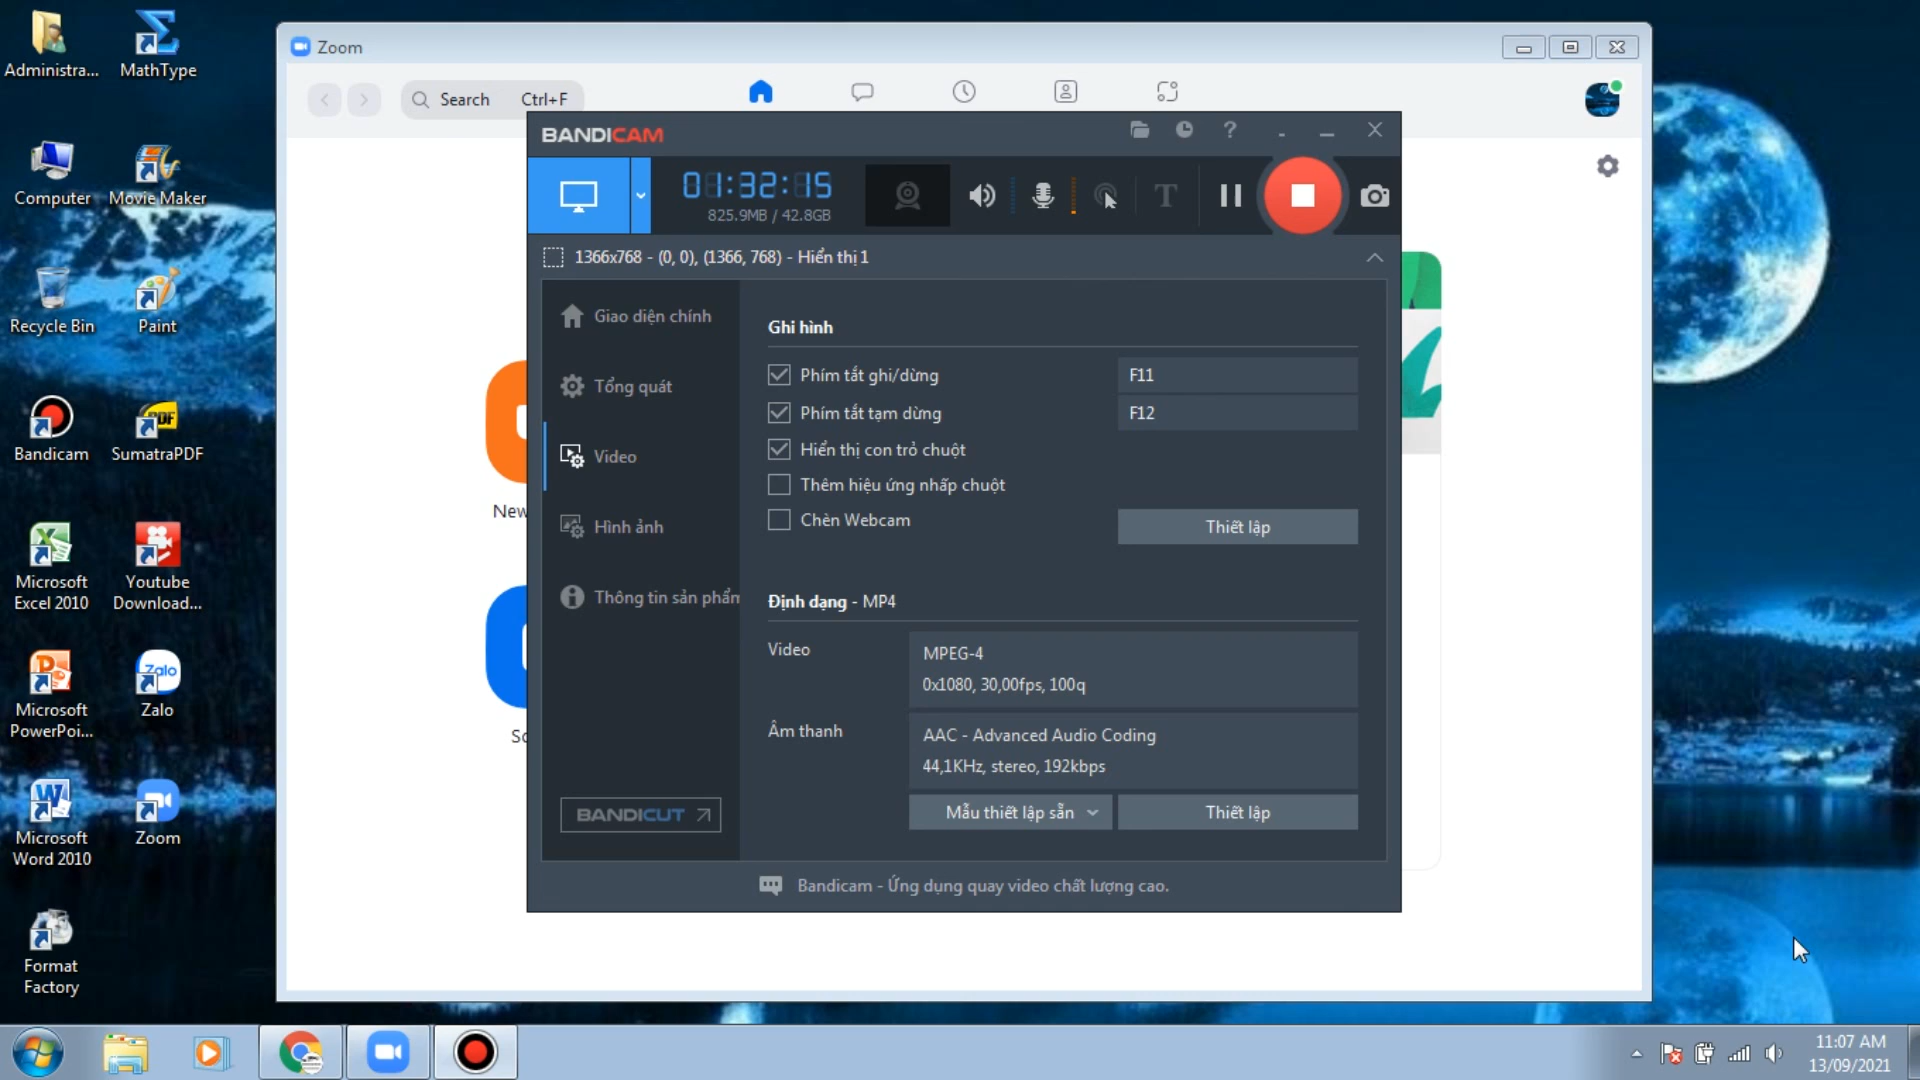 Administra...
MathType
Computer
Movie Maker
Recycle Bin
Paint
Bandicam
SumatraPDF
Microsoft
Excel 2010
Youtube
Download...
Microsoft
PowerPoi...
Zalo
Microsoft
Word 2010
Zoom
Format
Factory
Zoom
Search Ctrl+F
New
BANDICAM
01:32:15
825.9MB / 42.8GB
1366x768 - (0, 0), (1366, 768) - Hiển thị 1
Giao diện chính
Tổng quát
Video
Hình ảnh
Thông tin sản phẩm
BANDICUT
Ghi hình
Phím tắt ghi/dừng F11
Phím tắt tạm dừng F12
Hiển thị con trỏ chuột
Thêm hiệu ứng nhấp chuột
Chèn Webcam Thiết lập
Định dạng - MP4
Video MPEG-4
0x1080, 30,00fps, 100q
Âm thanh AAC - Advanced Audio Coding
44,1KHz, stereo, 192kbps
Mẫu thiết lập sẵn Thiết lập
Bandicam - Ứng dụng quay video chất lượng cao.
11:07 AM
13/09/2021